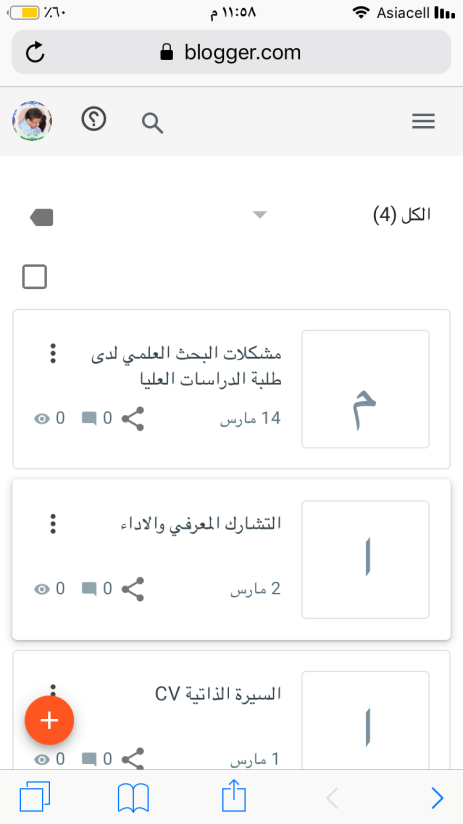 ٪٦٠ ١١:٥٨ م Asiacell
blogger.com
الكل (4)
م
مشكلات البحث العلمي لدى
طلبة الدراسات العليا
14 مارس 0 0
ا
التشارك المعرفي والاداء
2 مارس 0 0
ا
السيرة الذاتية CV
1 مارس 0 0